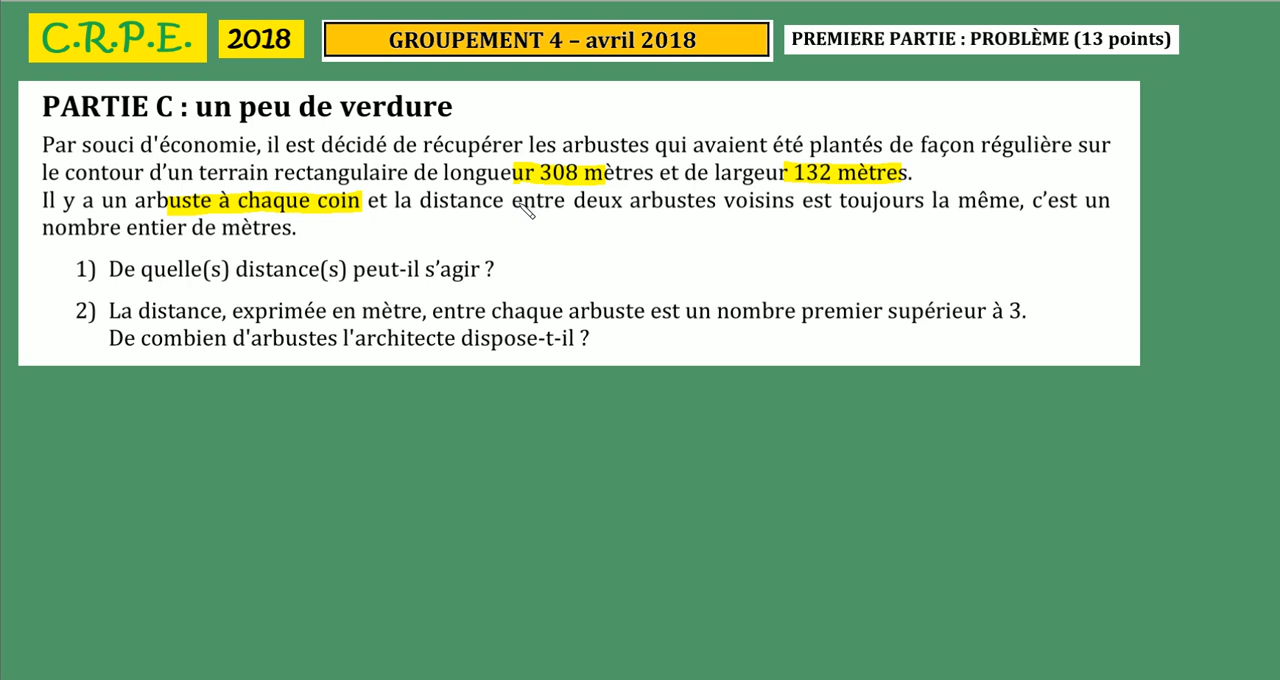 C.R.P.E. 2018 GROUPEMENT 4 – avril 2018 PREMIERE PARTIE : PROBLÈME (13 points)
PARTIE C : un peu de verdure
Par souci d'économie, il est décidé de récupérer les arbustes qui avaient été plantés de façon régulière sur
le contour d’un terrain rectangulaire de longueur 308 mètres et de largeur 132 mètres.
Il y a un arbuste à chaque coin et la distance entre deux arbustes voisins est toujours la même, c’est un
nombre entier de mètres.
1) De quelle(s) distance(s) peut-il s’agir ?
2) La distance, exprimée en mètre, entre chaque arbuste est un nombre premier supérieur à 3.
De combien d'arbustes l'architecte dispose-t-il ?